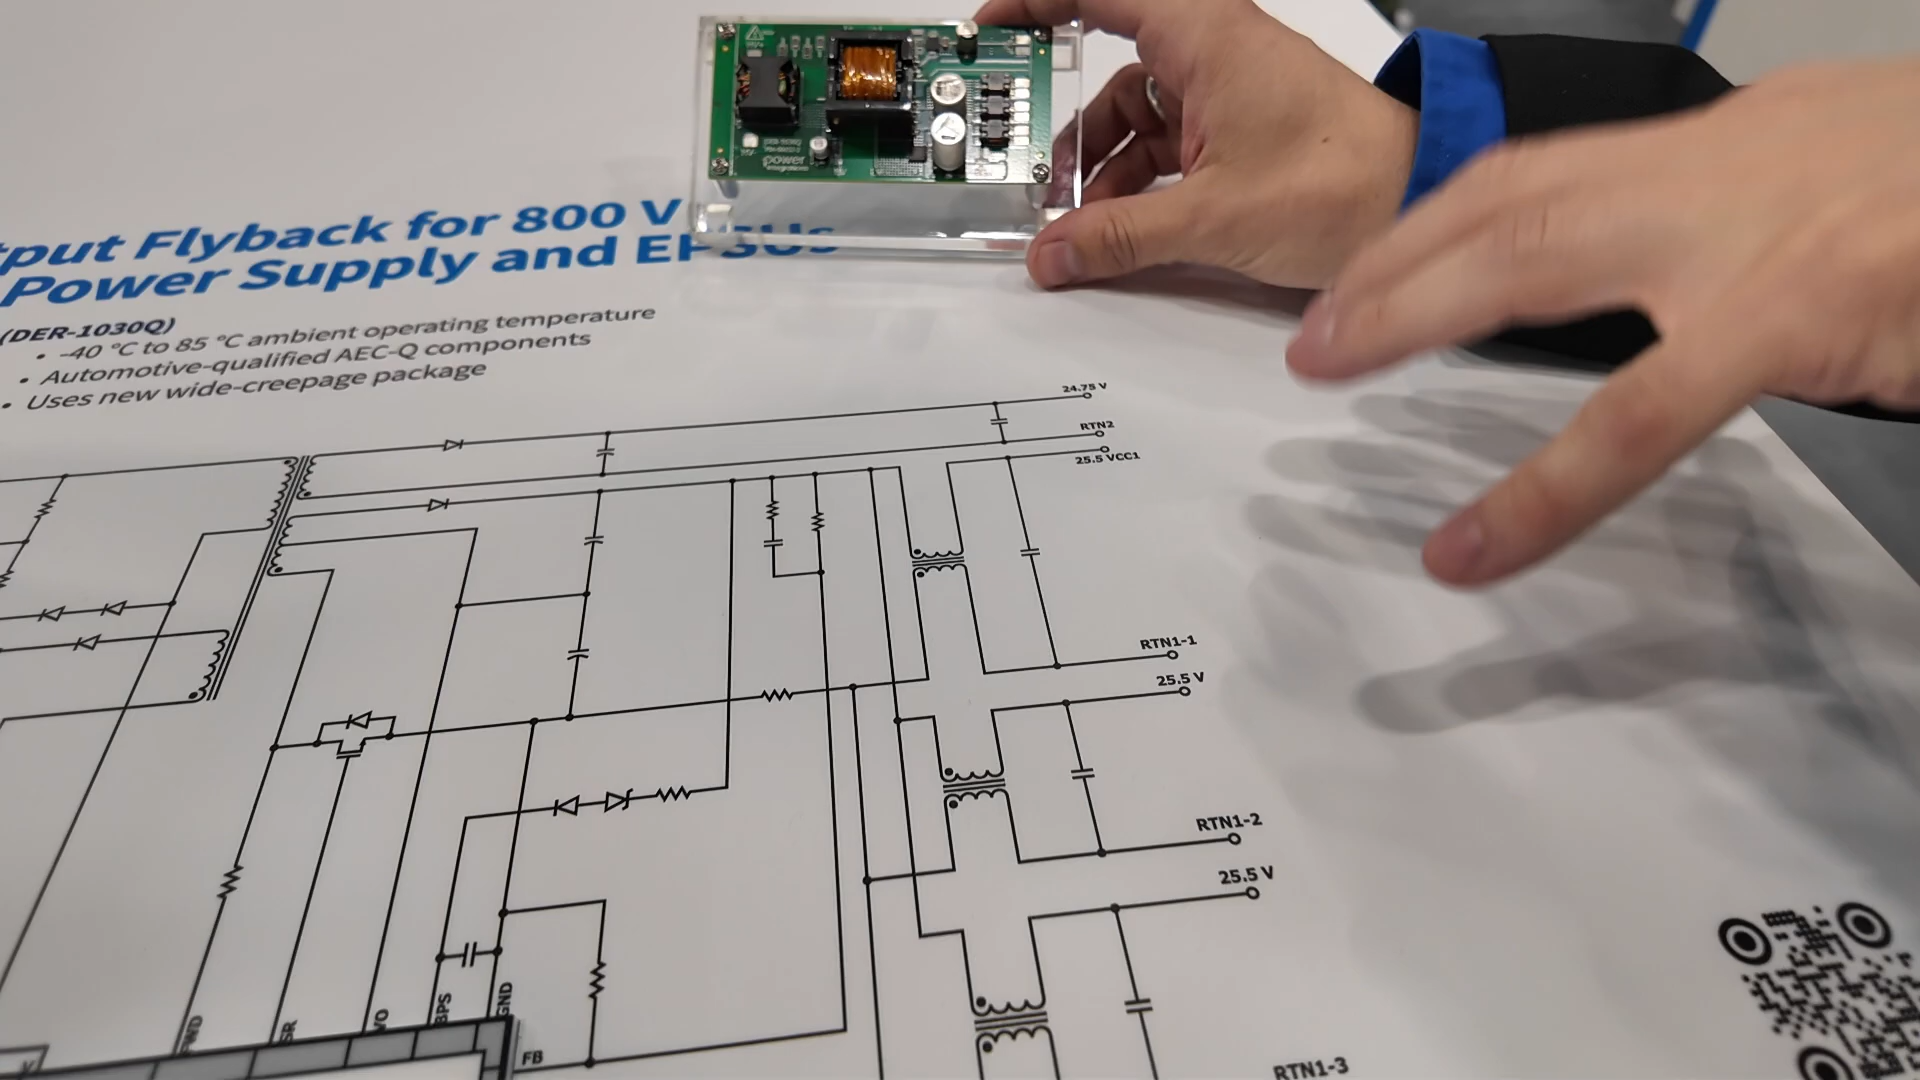 power
integrations
tput Flyback for 800 V
Power Supply and EPSUs
(DER-1030Q)
• -40 °C to 85 °C ambient operating temperature
• Automotive-qualified AEC-Q components
• Uses new wide-creepage package
24.75 V
RTN2
25.5 VCC1
RTN1-1
25.5 V
RTN1-2
25.5 V
RTN1-3
FWD
SR
VO
BPS
GND
FB